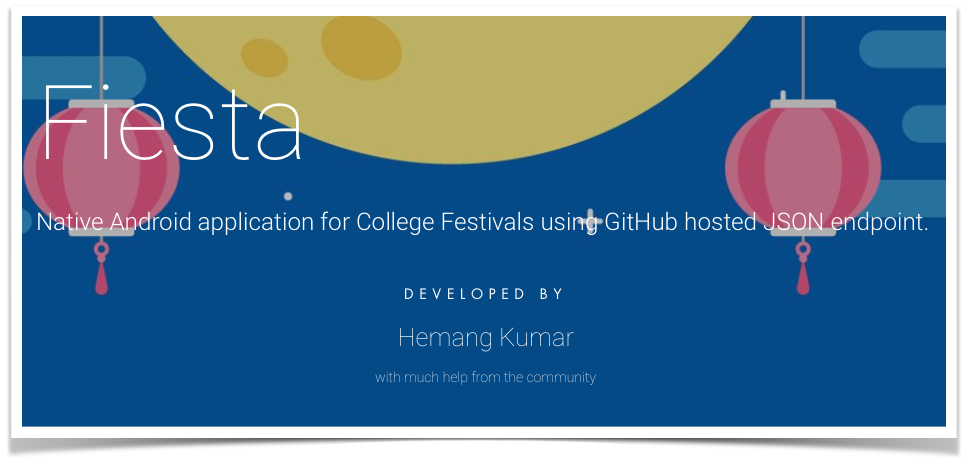 Fiesta
Native Android application for College Festivals using GitHub hosted JSON endpoint.
DEVELOPED BY
Hemang Kumar
with much help from the community